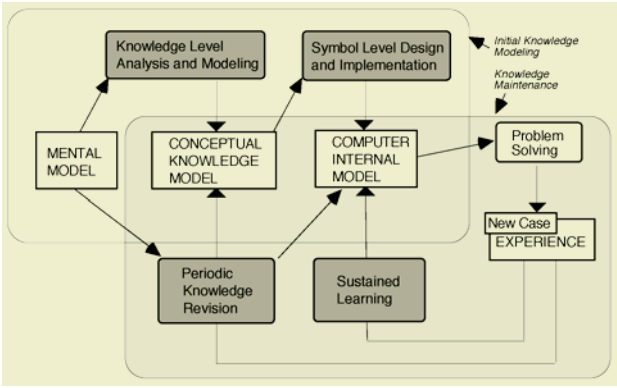 Knowledge Level
Analysis and Modeling
Symbol Level Design
and Implementation
Initial Knowledge
Modeling
Knowledge
Maintenance
MENTAL
MODEL
CONCEPTUAL
KNOWLEDGE
MODEL
COMPUTER
INTERNAL
MODEL
Problem
Solving
New Case
EXPERIENCE
Periodic
Knowledge
Revision
Sustained
Learning